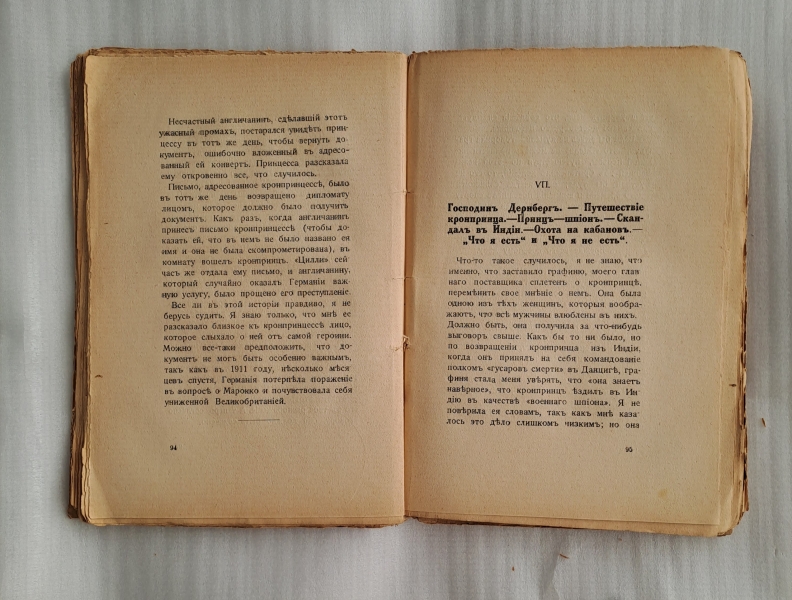 Несчастный англичанинъ, сдѣлавшій этотъ
ужасный промахъ, постарался увидѣть прин-
цессу въ тотъ же день, чтобы вернуть до-
кументъ, ошибочно вложенный въ адресо-
ванный ей конвертъ. Принцесса разсказала
ему откровенно все, что случилось.
Письмо, адресованное кронпринцессѣ, было
въ тотъ же день возвращено дипломату
лицомъ, которое должно было получить
документъ. Какъ разъ, когда англичанинъ
принесъ письмо кронпринцессѣ (чтобы до-
казать ей, что въ немъ не было названо ея
имя и она не была скомпрометирована), въ
комнату вошелъ кронпринцъ. «Цилли» сей-
часъ же отдала ему письмо, и англичанину,
который случайно оказалъ Германіи важ-
ную услугу, было прощено его преступленіе.
Все ли въ этой исторіи правдиво, я не
берусь судить. Я знаю только, что мнѣ ее
разсказало близкое къ кронпринцессѣ лицо,
которое слыхало о ней отъ самой героини.
Можно все-таки предположить, что до-
кументъ не могъ быть особенно важнымъ,
такъ какъ въ 1911 году, нѣсколько мѣся
цевъ спустя, Германія потерпѣла пораженіе
въ вопросѣ о Марокко и почувствовала себя
униженной Великобританіей.
94
VII.
Господинъ Дернбергъ. — Путешествіе
кронпринца.—Принцъ—шпіонъ.—Скан-
далъ въ Индіи.—Охота на кабановъ.—
„Что я есть“ и „Что я не есть“.
Что-то такое случилось, я не знаю, что
именно, что заставило графиню, моего глав
наго поставщика сплетенъ о кронпринцѣ,
перемѣнить свое мнѣніе о немъ. Она была
одною изъ тѣхъ женщинъ, которыя вообра-
жаютъ, что всѣ мужчины влюблены въ нихъ.
Должно быть, она получила за что-нибудь
выговоръ свыше. Какъ бы то ни было, но
по возвращеніи кронпринца изъ Индіи,
когда онъ принялъ на себя командованіе
полкомъ «гусаровъ смерти» въ Данцигѣ, гра-
финя стала меня увѣрять, что «она знаетъ
навѣрное», что кронпринцъ ѣздилъ въ Ин
дію въ качествѣ «военнаго шпіона». Я не
повѣрила ея словамъ, такъ какъ мнѣ каза-
лось это дѣло слишкомъ низкимъ; но она
95